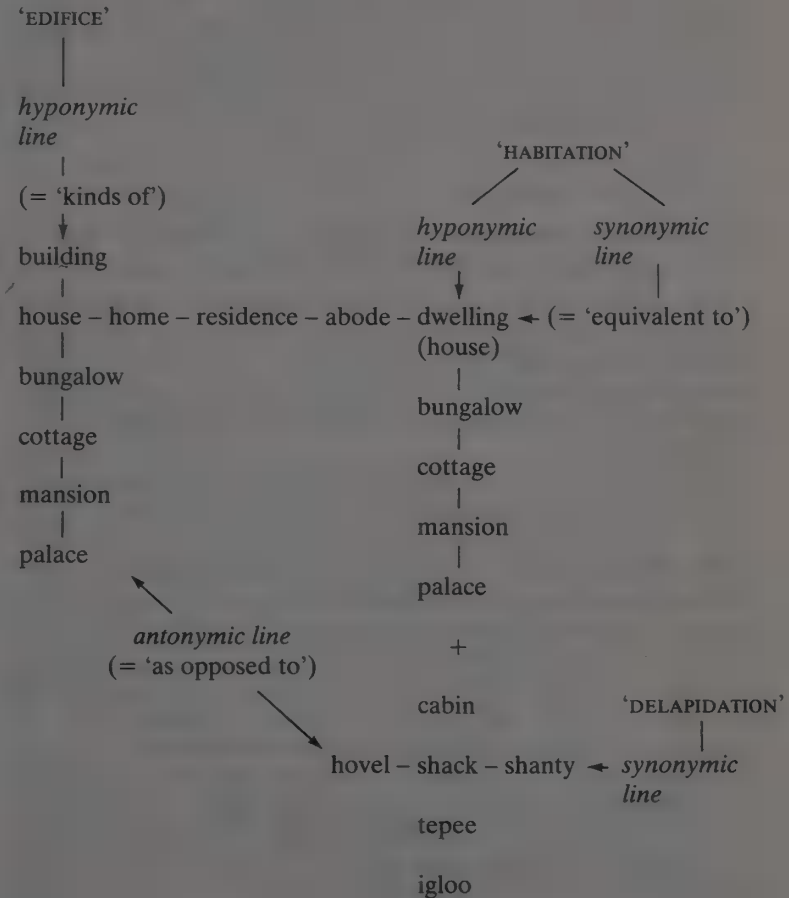 ‘EDIFICE’
hyponymic
line
‘HABITATION’
(= ‘kinds of’)
hyponymic synonymic
line line
building
house – home – residence – abode – dwelling (= ‘equivalent to’)
(house)
bungalow
bungalow
cottage
cottage
mansion
mansion
palace
palace
antonymic line
(= ‘as opposed to’)
+
cabin ‘DELAPIDATION’
hovel – shack – shanty synonymic
line
tepee
igloo